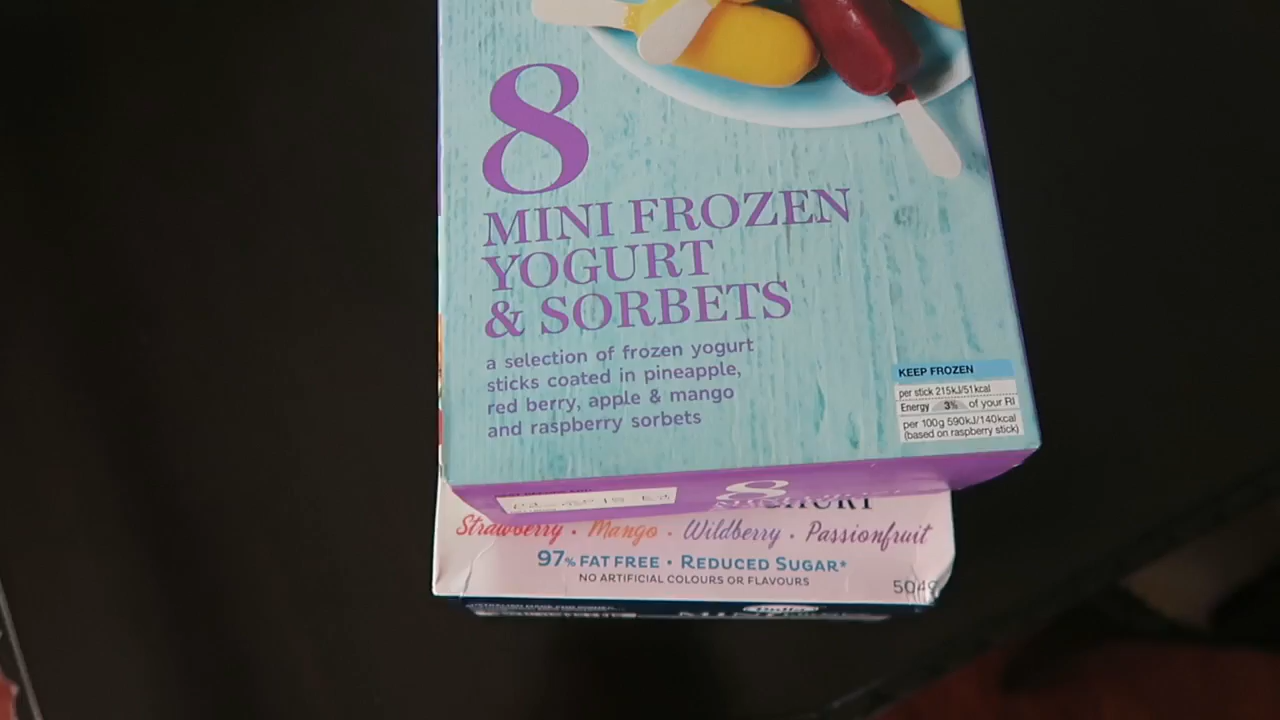 8
MINI FROZEN
YOGURT
& SORBETS
a selection of frozen yogurt
sticks coated in pineapple,
red berry, apple & mango
and raspberry sorbets
KEEP FROZEN
per stick 215kJ/51kcal
Energy 3% of your RI
per 100g 590kJ/140kcal
(based on raspberry stick)
8
Strawberry · Mango · Wildberry · Passionfruit
97% FAT FREE · REDUCED SUGAR*
NO ARTIFICIAL COLOURS OR FLAVOURS